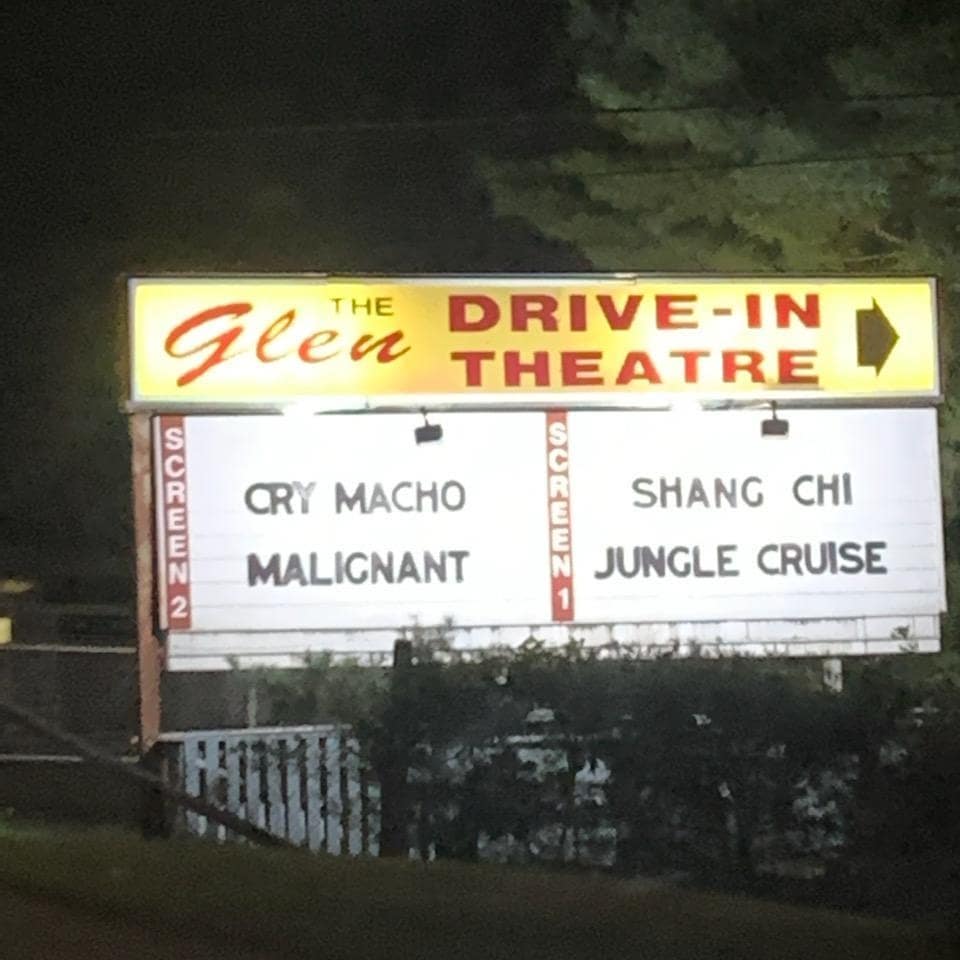 THE
Glen
DRIVE-IN
THEATRE
SCREEN 2
CRY MACHO
MALIGNANT
SCREEN 1
SHANG CHI
JUNGLE CRUISE